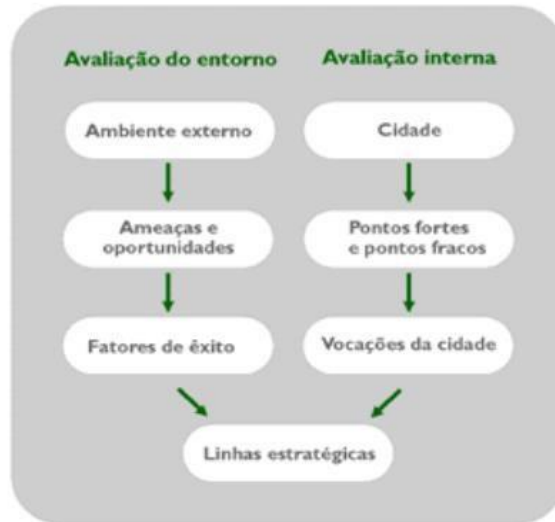 Avaliação do entorno
Avaliação interna
Ambiente externo
Cidade
Ameaças e
oportunidades
Pontos fortes
e pontos fracos
Fatores de êxito
Vocações da cidade
Linhas estratégicas